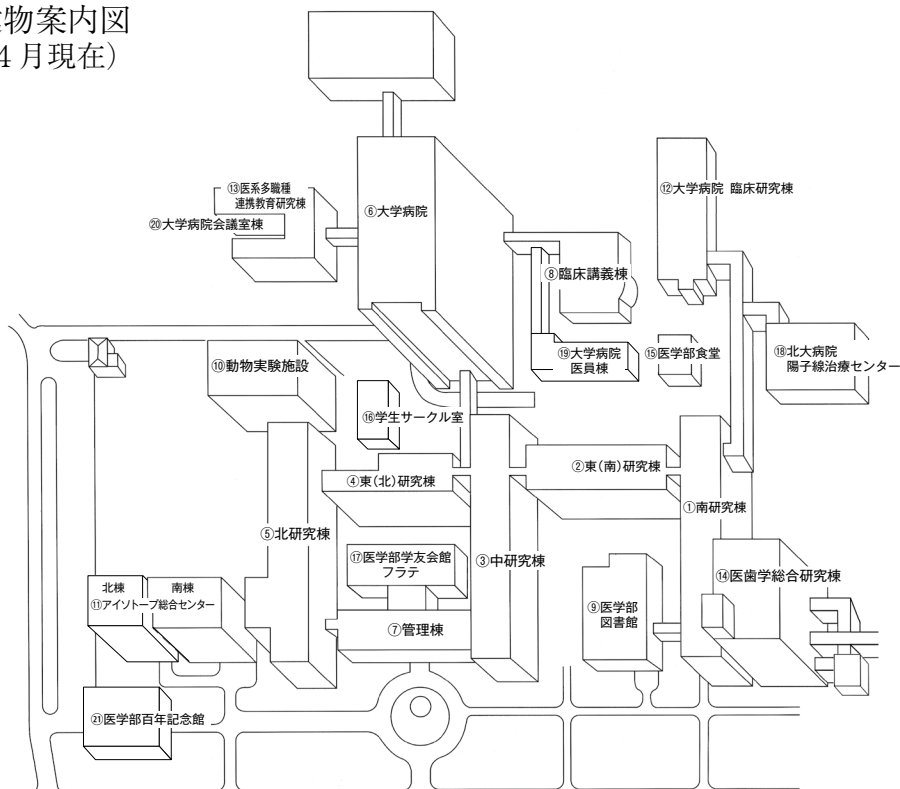 物案内図
4月現在）
⑬医系多職種
連携教育研究棟
⑳大学病院会議室棟
⑥大学病院
⑫大学病院 臨床研究棟
⑧臨床講義棟
⑲大学病院
医員棟
⑮医学部食堂
⑱北大病院
陽子線治療センター
⑩動物実験施設
⑯学生サークル室
④東（北）研究棟
②東（南）研究棟
①南研究棟
⑤北研究棟
③中研究棟
⑰医学部学友会館
フラテ
⑭医歯学総合研究棟
北棟
南棟
⑪アイソトープ総合センター
⑨医学部
図書館
⑦管理棟
㉑医学部百年記念館